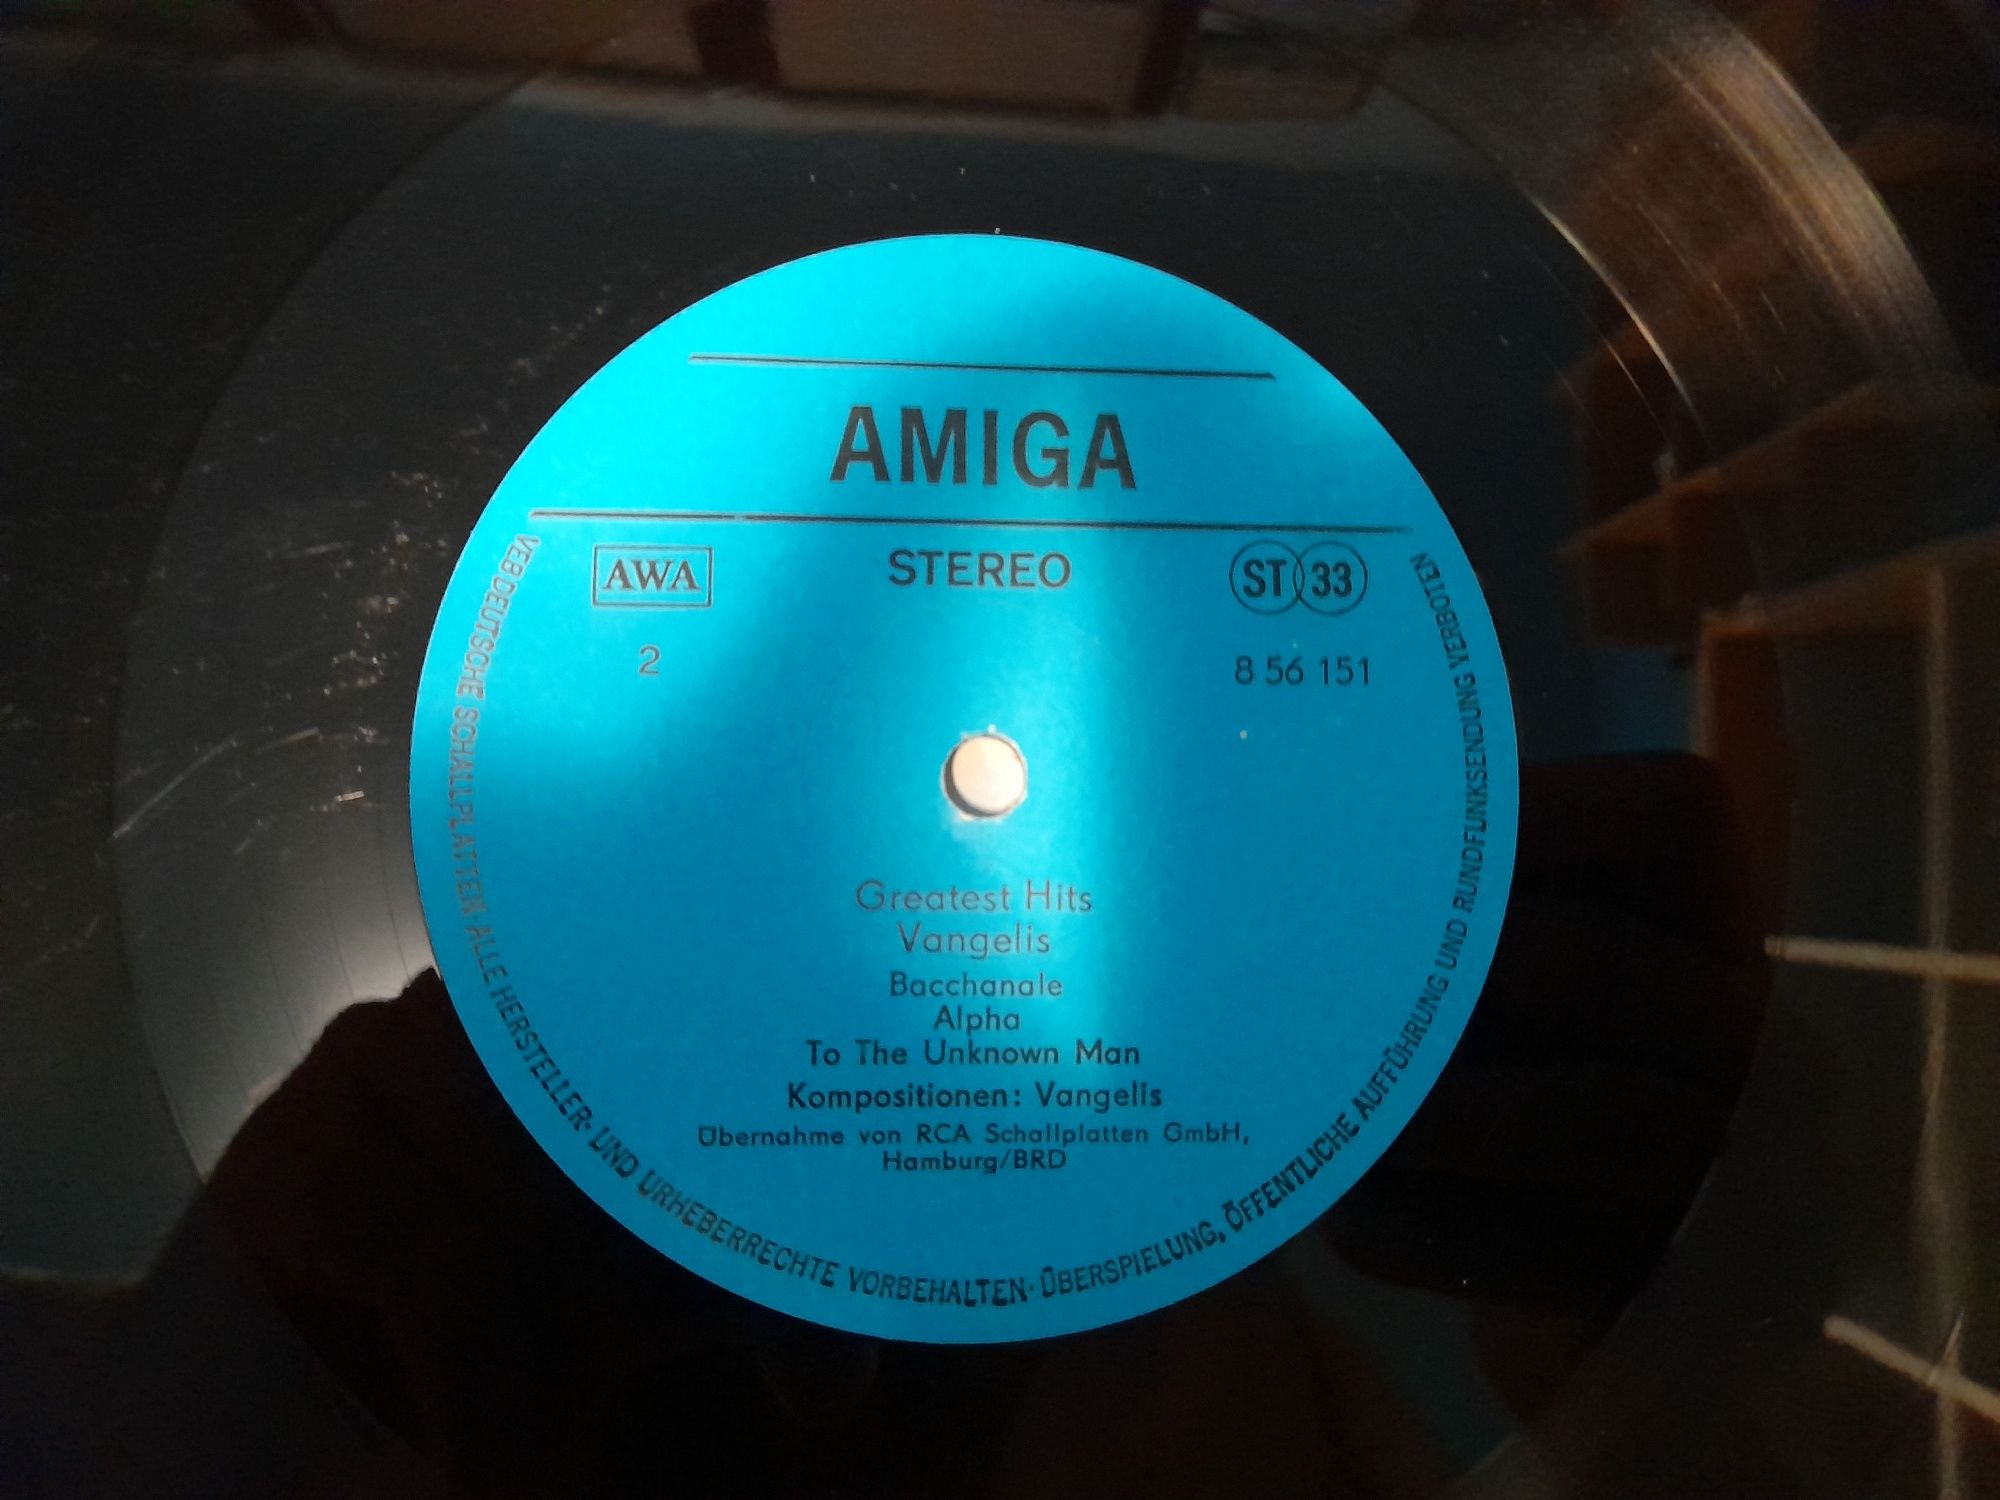 AMIGA
AWA
STEREO
ST 33
2
8 56 151
Greatest Hits
Vangelis
Bacchanale
Alpha
To The Unknown Man
Kompositionen: Vangelis
Übernahme von RCA Schallplatten GmbH,
Hamburg/BRD
VEB DEUTSCHE SCHALLPLATTEN · ALLE HERSTELLER- UND URHEBERRECHTE VORBEHALTEN · ÜBERSPIELUNG, ÖFFENTLICHE AUFFÜHRUNG UND RUNDFUNKSENDUNG VERBOTEN